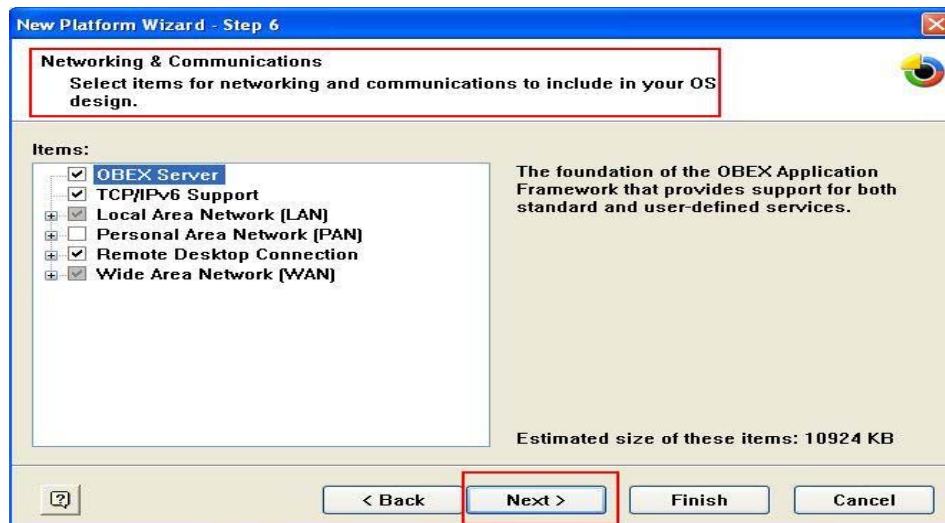 New Platform Wizard - Step 6
Networking & Communications
Select items for networking and communications to include in your OS
design.
Items:
OBEX Server
TCP/IPv6 Support
Local Area Network (LAN)
Personal Area Network (PAN)
Remote Desktop Connection
Wide Area Network (WAN)
The foundation of the OBEX Application
Framework that provides support for both
standard and user-defined services.
Estimated size of these items: 10924 KB
< Back
Next >
Finish
Cancel